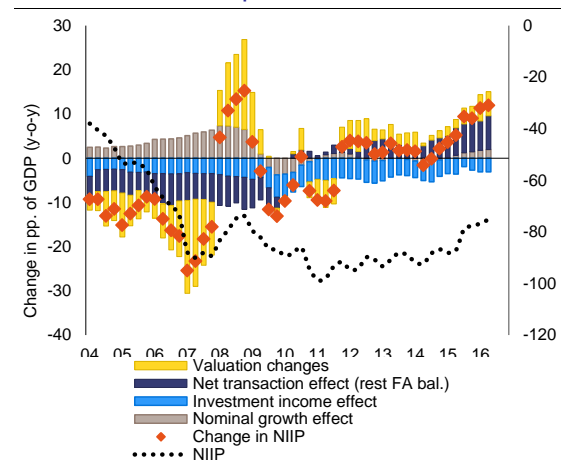 30
20
10
0
-10
-20
-30
-40
Change in pp. of GDP (y-o-y)
0
-20
-40
-60
-80
-100
-120
04 05 06 07 08 09 10 11 12 13 14 15 16
Valuation changes
Net transaction effect (rest FA bal.)
Investment income effect
Nominal growth effect
Change in NIIP
NIIP